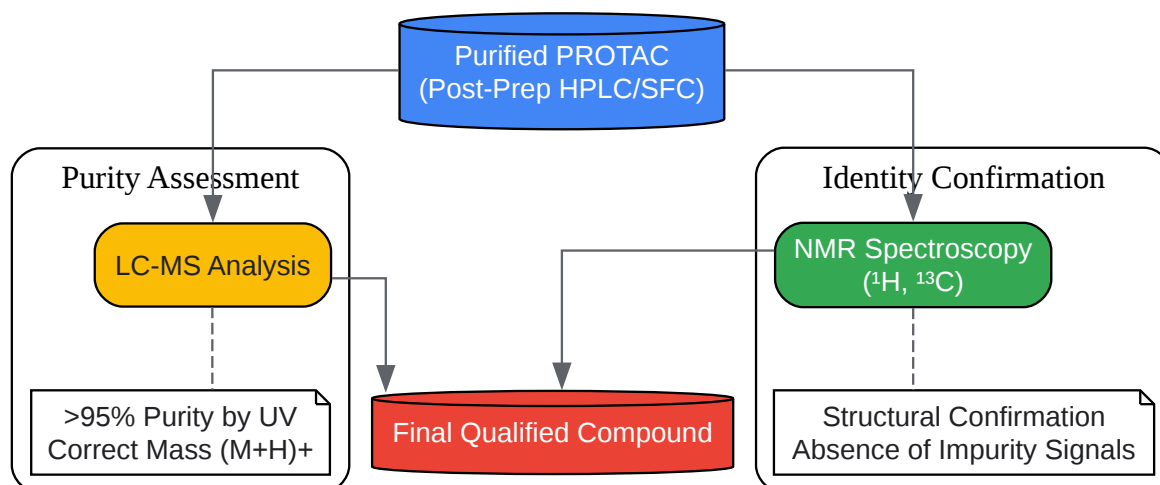 Purified PROTAC
(Post-Prep HPLC/SFC)
Purity Assessment
Identity Confirmation
LC-MS Analysis
NMR Spectroscopy
(¹H, ¹³C)
>95% Purity by UV
Correct Mass (M+H)+
Final Qualified Compound
Structural Confirmation
Absence of Impurity Signals